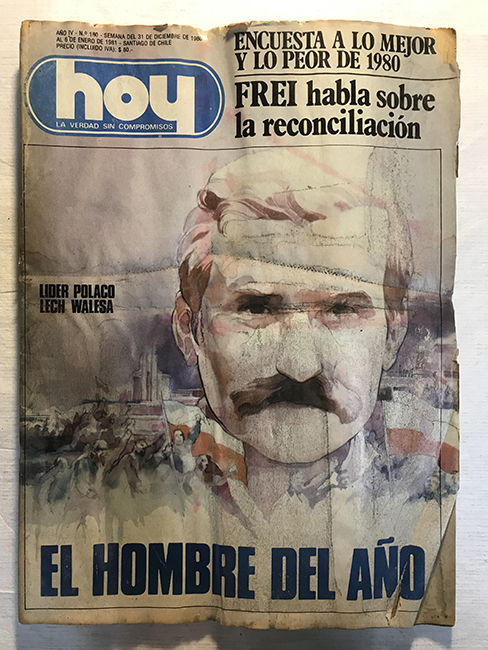 AÑO IV - N.º 180 - SEMANA DEL 31 DE DICIEMBRE DE 1980
AL 6 DE ENERO DE 1981 - SANTIAGO DE CHILE
PRECIO (INCLUIDO IVA): $ 80.-
hoy
LA VERDAD SIN COMPROMISOS
ENCUESTA A LO MEJOR
Y LO PEOR DE 1980
FREI habla sobre
la reconciliación
LIDER POLACO
LECH WALESA
EL HOMBRE DEL AÑO